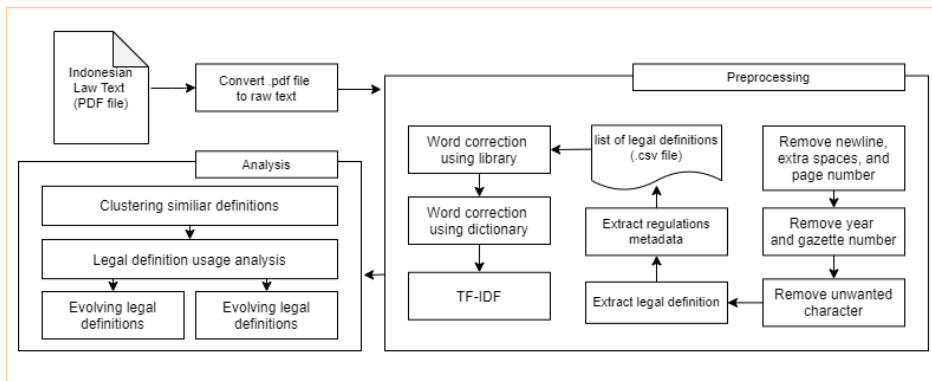 Indonesian
Law Text
(PDF file)
Convert .pdf file
to raw text
Preprocessing
Remove newline,
extra spaces, and
page number
Remove year
and gazette number
Remove unwanted
character
Extract legal definition
Extract regulations
metadata
list of legal definitions
(.csv file)
Word correction
using library
Word correction
using dictionary
TF-IDF
Analysis
Clustering similiar definitions
Legal definition usage analysis
Evolving legal
definitions
Evolving legal
definitions